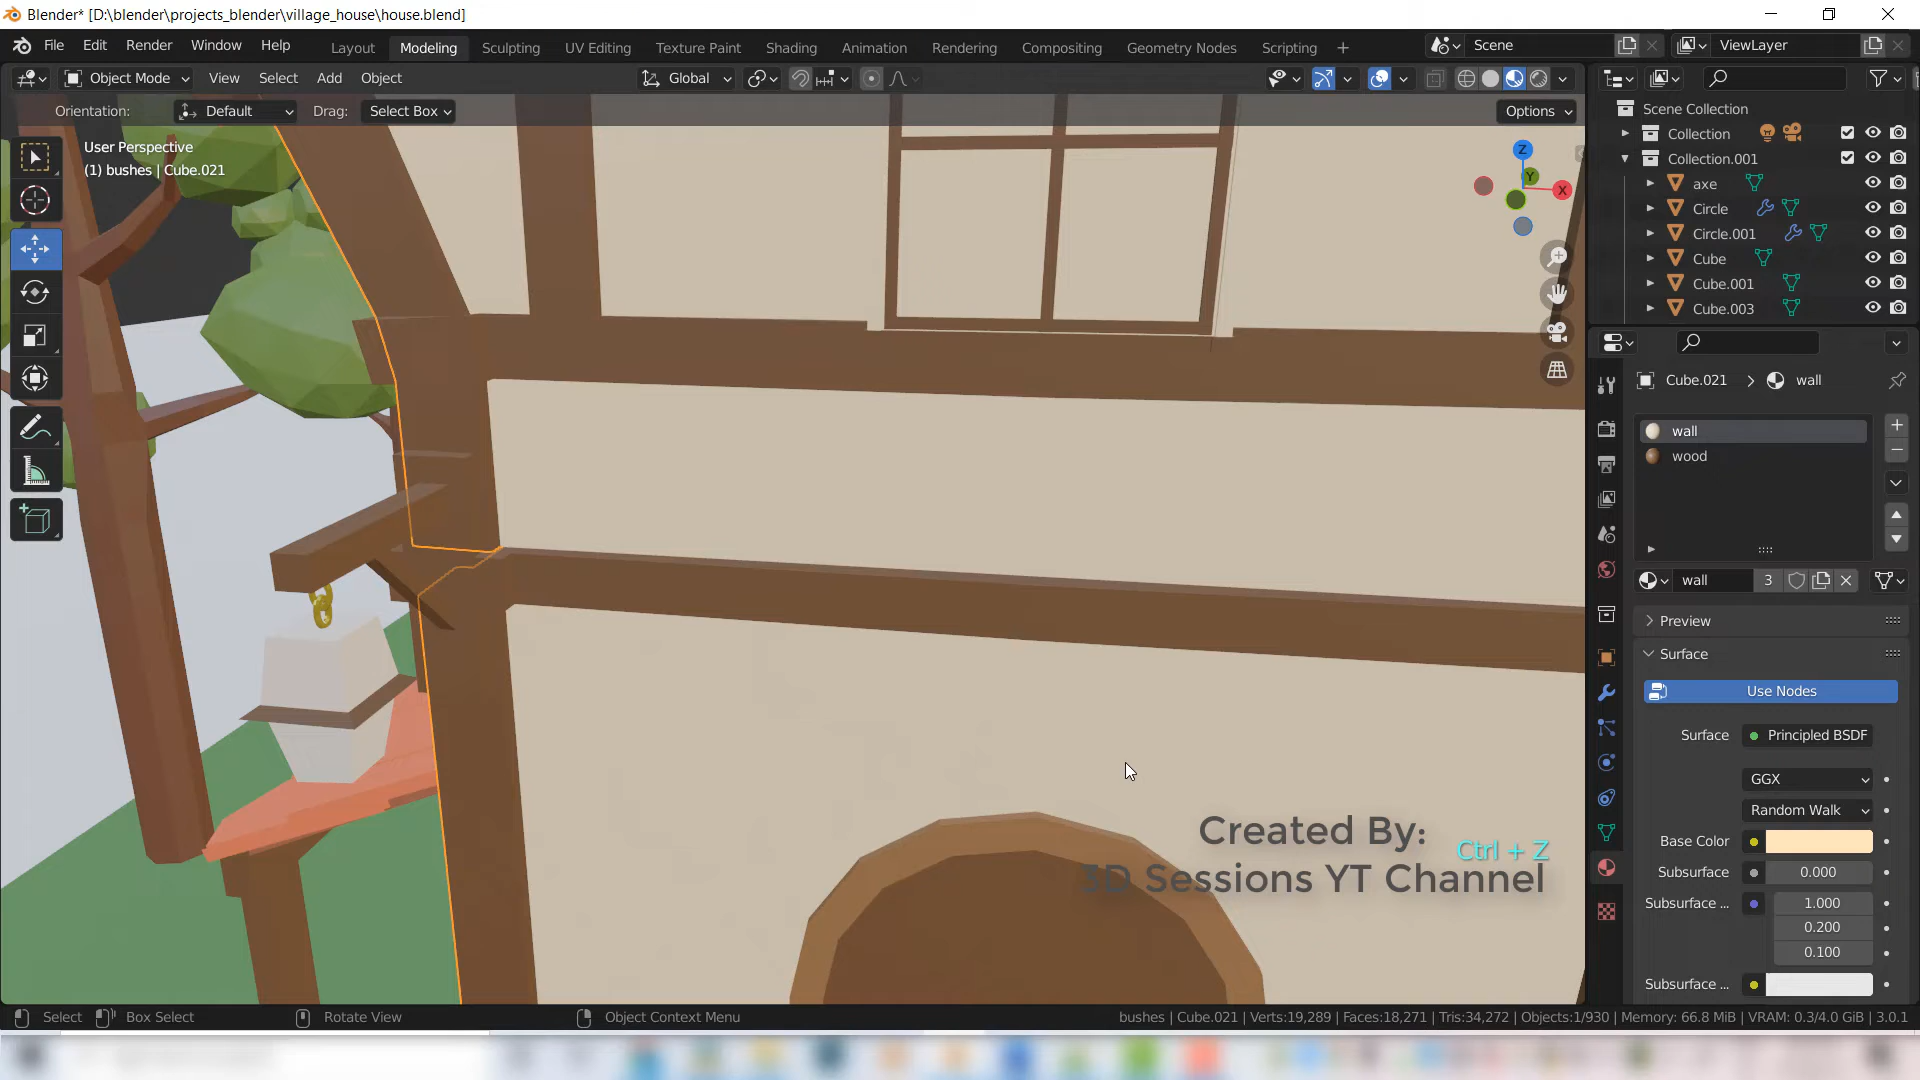 Blender* [D:\blender\projects_blender\village_house\house.blend]
File Edit Render Window Help
Layout Modeling Sculpting UV Editing Texture Paint Shading Animation Rendering Compositing Geometry Nodes Scripting +
Scene
ViewLayer
Object Mode View Select Add Object
Global
Orientation: Default Drag: Select Box
Options
User Perspective
(1) bushes | Cube.021
Z
Y
X
Scene Collection
Collection
Collection.001
axe
Circle
Circle.001
Cube
Cube.001
Cube.003
Cube.021 > wall
wall
wood
wall 3
Preview
Surface
Use Nodes
Surface Principled BSDF
GGX
Random Walk
Base Color
Subsurface 0.000
Subsurface ... 1.000
0.200
0.100
Subsurface ...
Created By:
Ctrl + Z
3D Sessions YT Channel
Select Box Select Rotate View Object Context Menu
bushes | Cube.021 | Verts:19,289 | Faces:18,271 | Tris:34,272 | Objects:1/930 | Memory: 66.8 MiB | VRAM: 0.3/4.0 GiB | 3.0.1